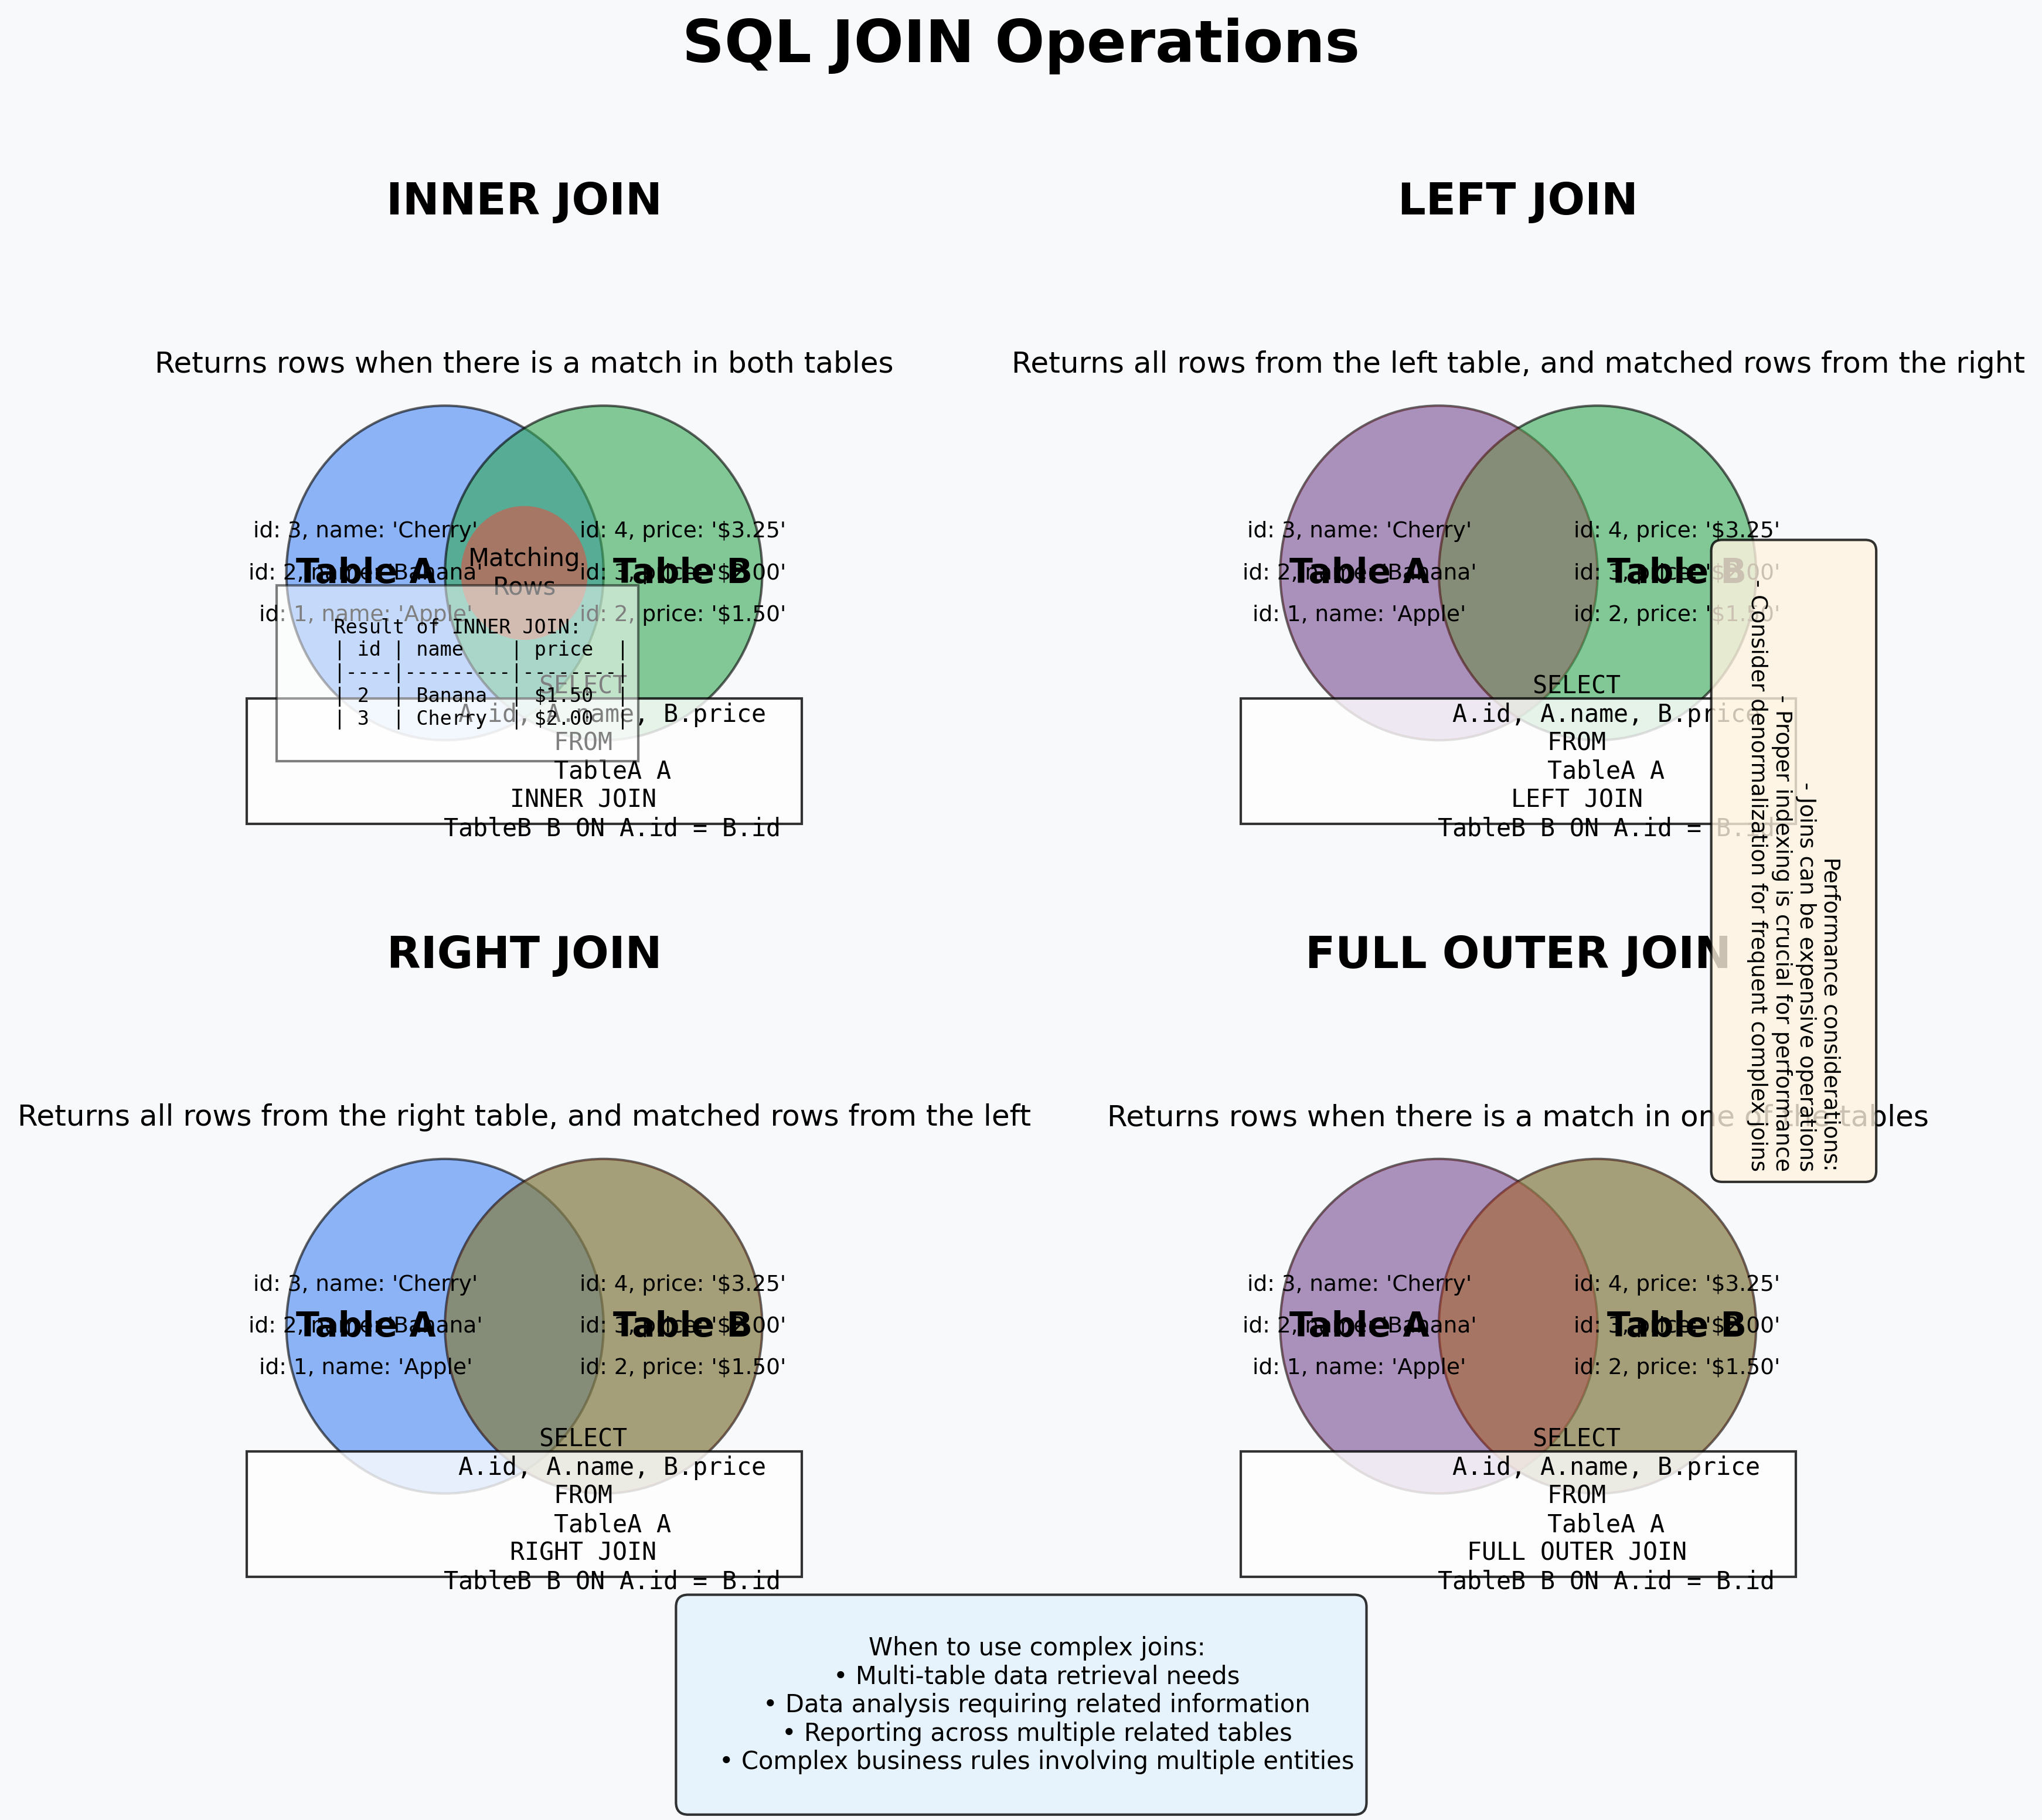 SQL JOIN Operations
INNER JOIN
Returns rows when there is a match in both tables
id: 3, name: 'Cherry'
id: 2, name: 'Banana'
id: 1, name: 'Apple'
Table A
Matching
Rows
id: 4, price: '$3.25'
id: 3, price: '$2.00'
id: 2, price: '$1.50'
Table B
Result of INNER JOIN:
| id | name    | price  |
|----|---------|--------|
| 2  | Banana  | $1.50  |
| 3  | Cherry  | $2.00  |
SELECT
A.id, A.name, B.price
FROM
TableA A
INNER JOIN
TableB B ON A.id = B.id
LEFT JOIN
Returns all rows from the left table, and matched rows from the right
id: 3, name: 'Cherry'
id: 2, name: 'Banana'
id: 1, name: 'Apple'
Table A
id: 4, price: '$3.25'
id: 3, price: '$2.00'
id: 2, price: '$1.50'
Table B
SELECT
A.id, A.name, B.price
FROM
TableA A
LEFT JOIN
TableB B ON A.id = B.id
Performance considerations:
- Joins can be expensive operations
- Proper indexing is crucial for performance
- Consider denormalization for frequent complex joins
RIGHT JOIN
Returns all rows from the right table, and matched rows from the left
id: 3, name: 'Cherry'
id: 2, name: 'Banana'
id: 1, name: 'Apple'
Table A
id: 4, price: '$3.25'
id: 3, price: '$2.00'
id: 2, price: '$1.50'
Table B
SELECT
A.id, A.name, B.price
FROM
TableA A
RIGHT JOIN
TableB B ON A.id = B.id
FULL OUTER JOIN
Returns rows when there is a match in one of the tables
id: 3, name: 'Cherry'
id: 2, name: 'Banana'
id: 1, name: 'Apple'
Table A
id: 4, price: '$3.25'
id: 3, price: '$2.00'
id: 2, price: '$1.50'
Table B
SELECT
A.id, A.name, B.price
FROM
TableA A
FULL OUTER JOIN
TableB B ON A.id = B.id
When to use complex joins:
• Multi-table data retrieval needs
• Data analysis requiring related information
• Reporting across multiple related tables
• Complex business rules involving multiple entities